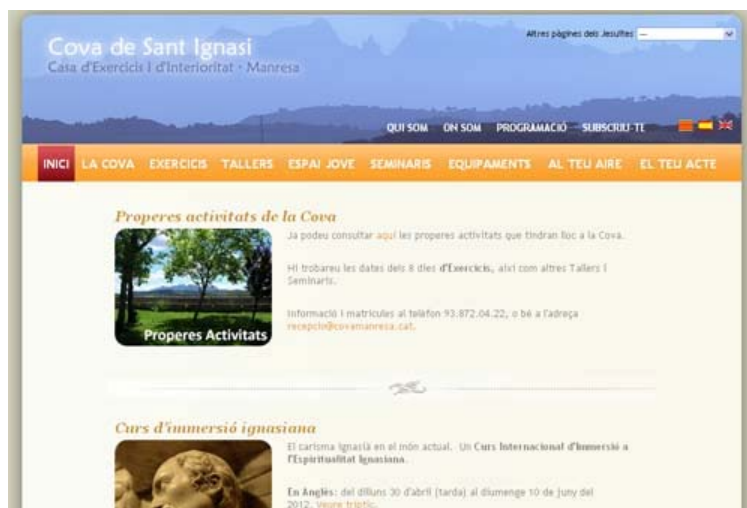 Cova de Sant Ignasi
Casa d'Exercicis i d'Interioritat · Manresa
Altres pàgines dels Jesuïtes ---
QUI SOM ON SOM PROGRAMACIÓ SUBSCRIU-TE
INICI LA COVA EXERCICIS TALLERS ESPAI JOVE SEMINARIS EQUIPAMENTS AL TEU AIRE EL TEU ACTE
Properes activitats de la Cova
Ja podeu consultar aquí les properes activitats que tindran lloc a la Cova.
Hi trobareu les dates dels 8 dies d'Exercicis, així com altres Tallers i
Seminaris.
Informació i matrícules al telèfon 93.872.04.22, o bé a l'adreça
recepcio@covamanresa.cat.
Properes Activitats
Curs d'immersió ignasiana
El carisma ignasià en el món actual. Un Curs Internacional d'Immersió a
l'Espiritualitat Ignasiana.
En Anglès: del dilluns 30 d'abril (tarda) al diumenge 10 de juny del
2012. Veure tríptic.